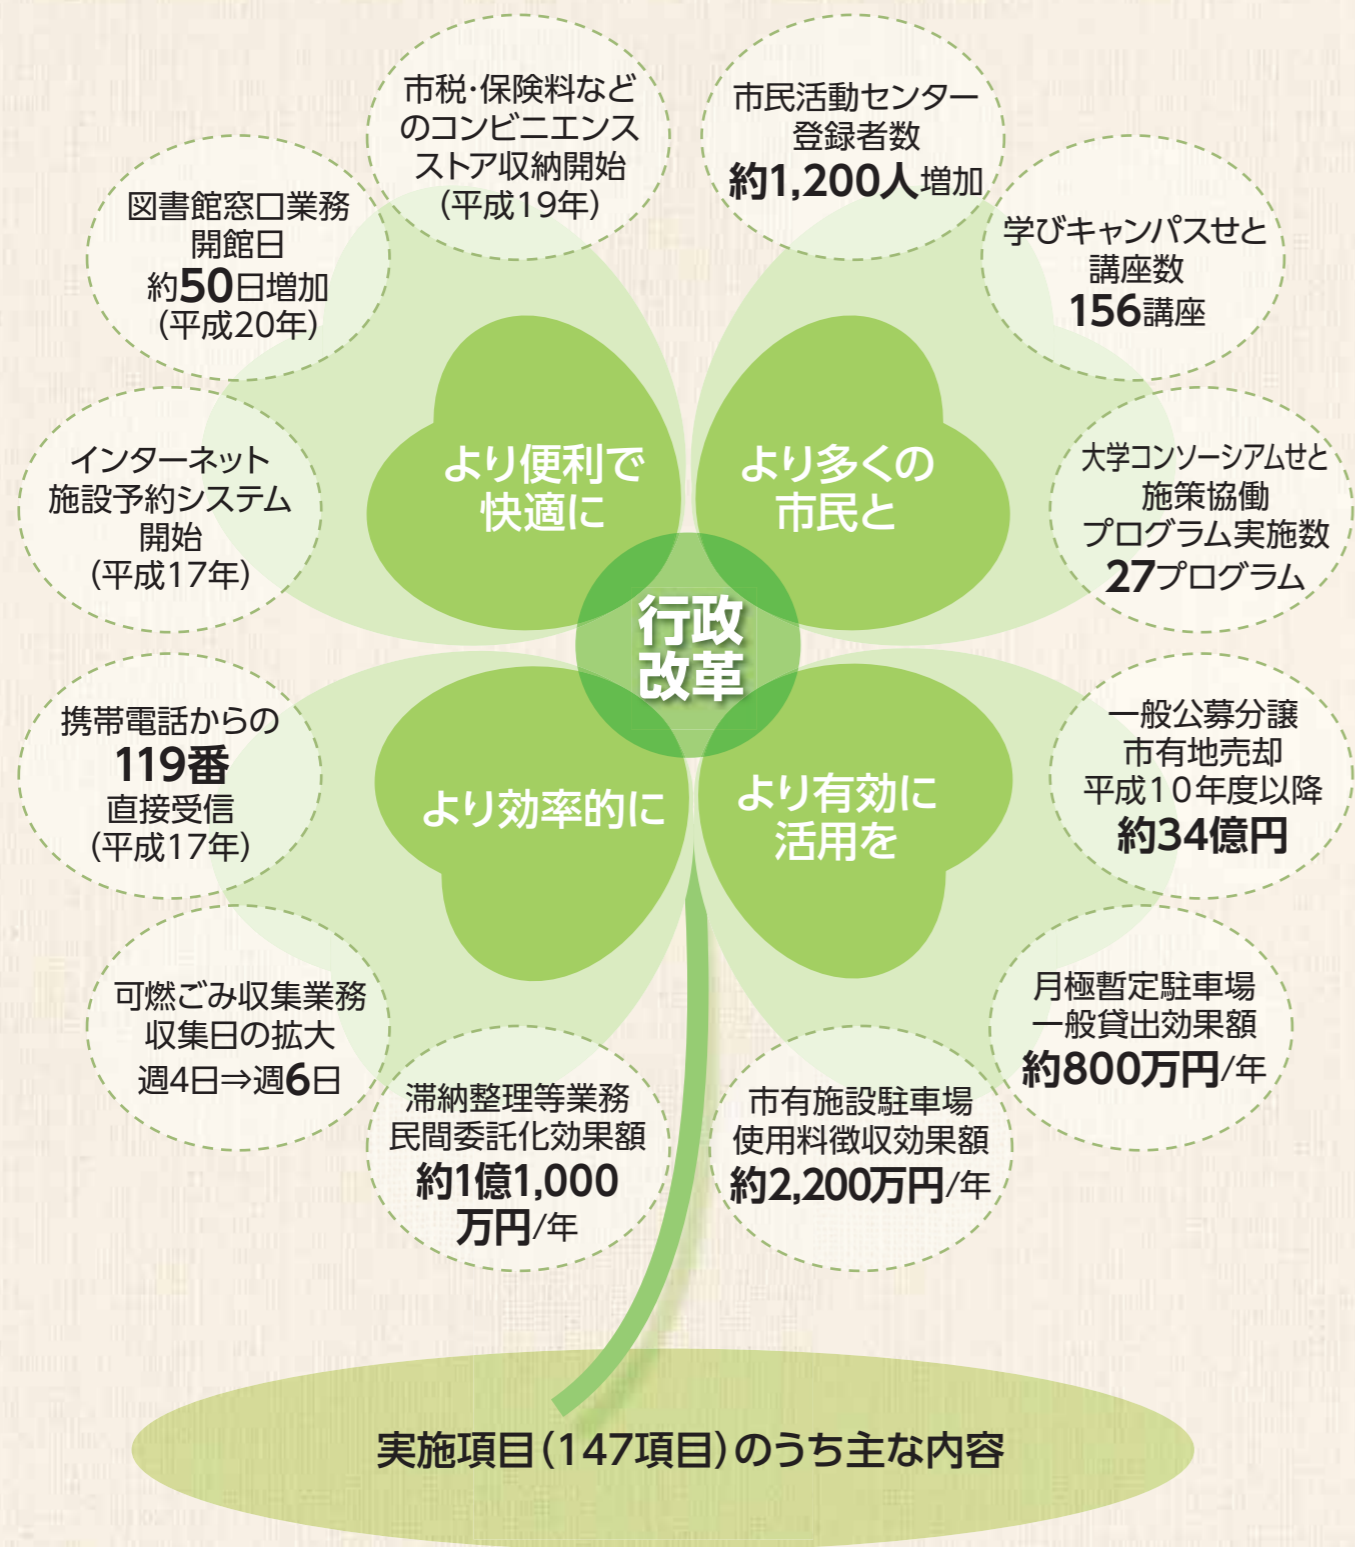 市税・保険料など
のコンビニエンス
ストア収納開始
(平成19年)
市民活動センター
登録者数
約1,200人増加
図書館窓口業務
開館日
約50日増加
(平成20年)
学びキャンパスせと
講座数
156講座
インターネット
施設予約システム
開始
(平成17年)
より便利で
快適に
より多くの
市民と
大学コンソーシアムせと
施策協働
プログラム実施数
27プログラム
行政
改革
携帯電話からの
119番
直接受信
(平成17年)
より効率的に
より有効に
活用を
一般公募分譲
市有地売却
平成10年度以降
約34億円
可燃ごみ収集業務
収集日の拡大
週4日⇒週6日
月極暫定駐車場
一般貸出効果額
約800万円/年
滞納整理等業務
民間委託化効果額
約1億1,000
万円/年
市有施設駐車場
使用料徴収効果額
約2,200万円/年
実施項目(147項目)のうち主な内容